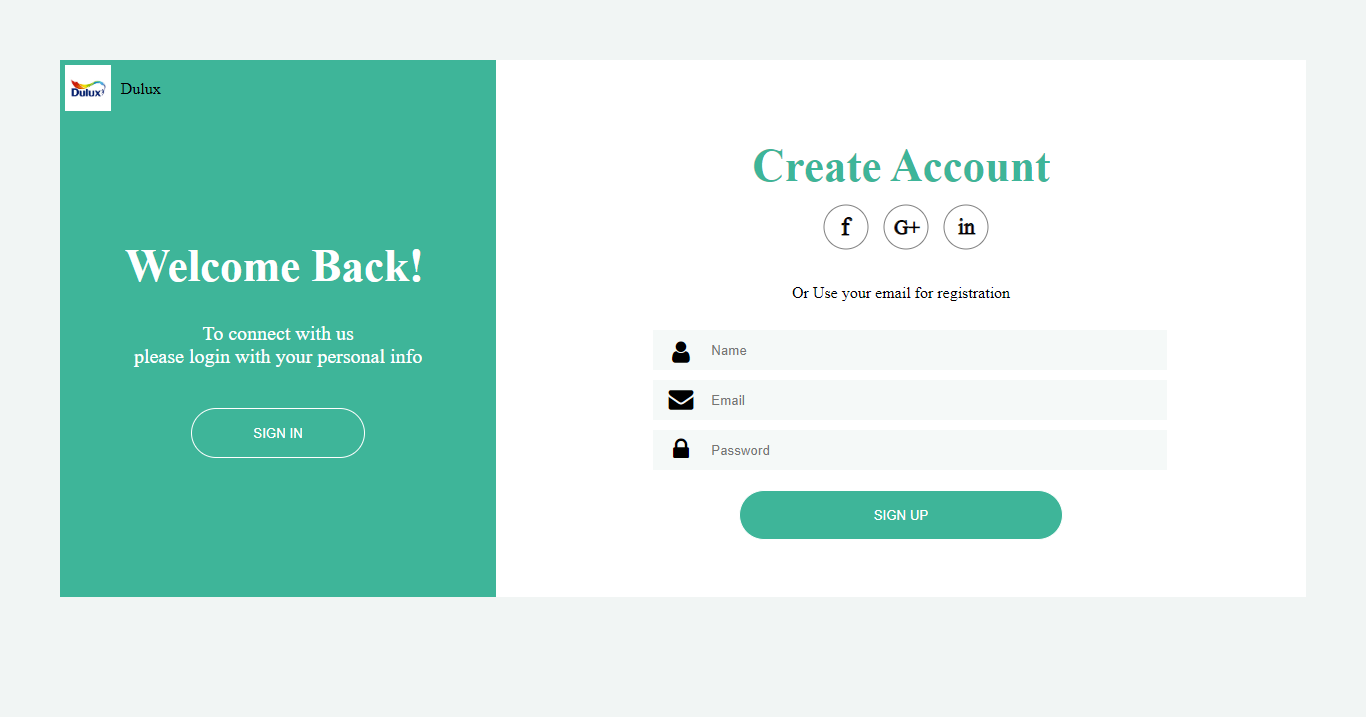 Dulux
Dulux
Welcome Back!
To connect with us
please login with your personal info
SIGN IN
Create Account
f
G+
in
Or Use your email for registration
Name
Email
Password
SIGN UP